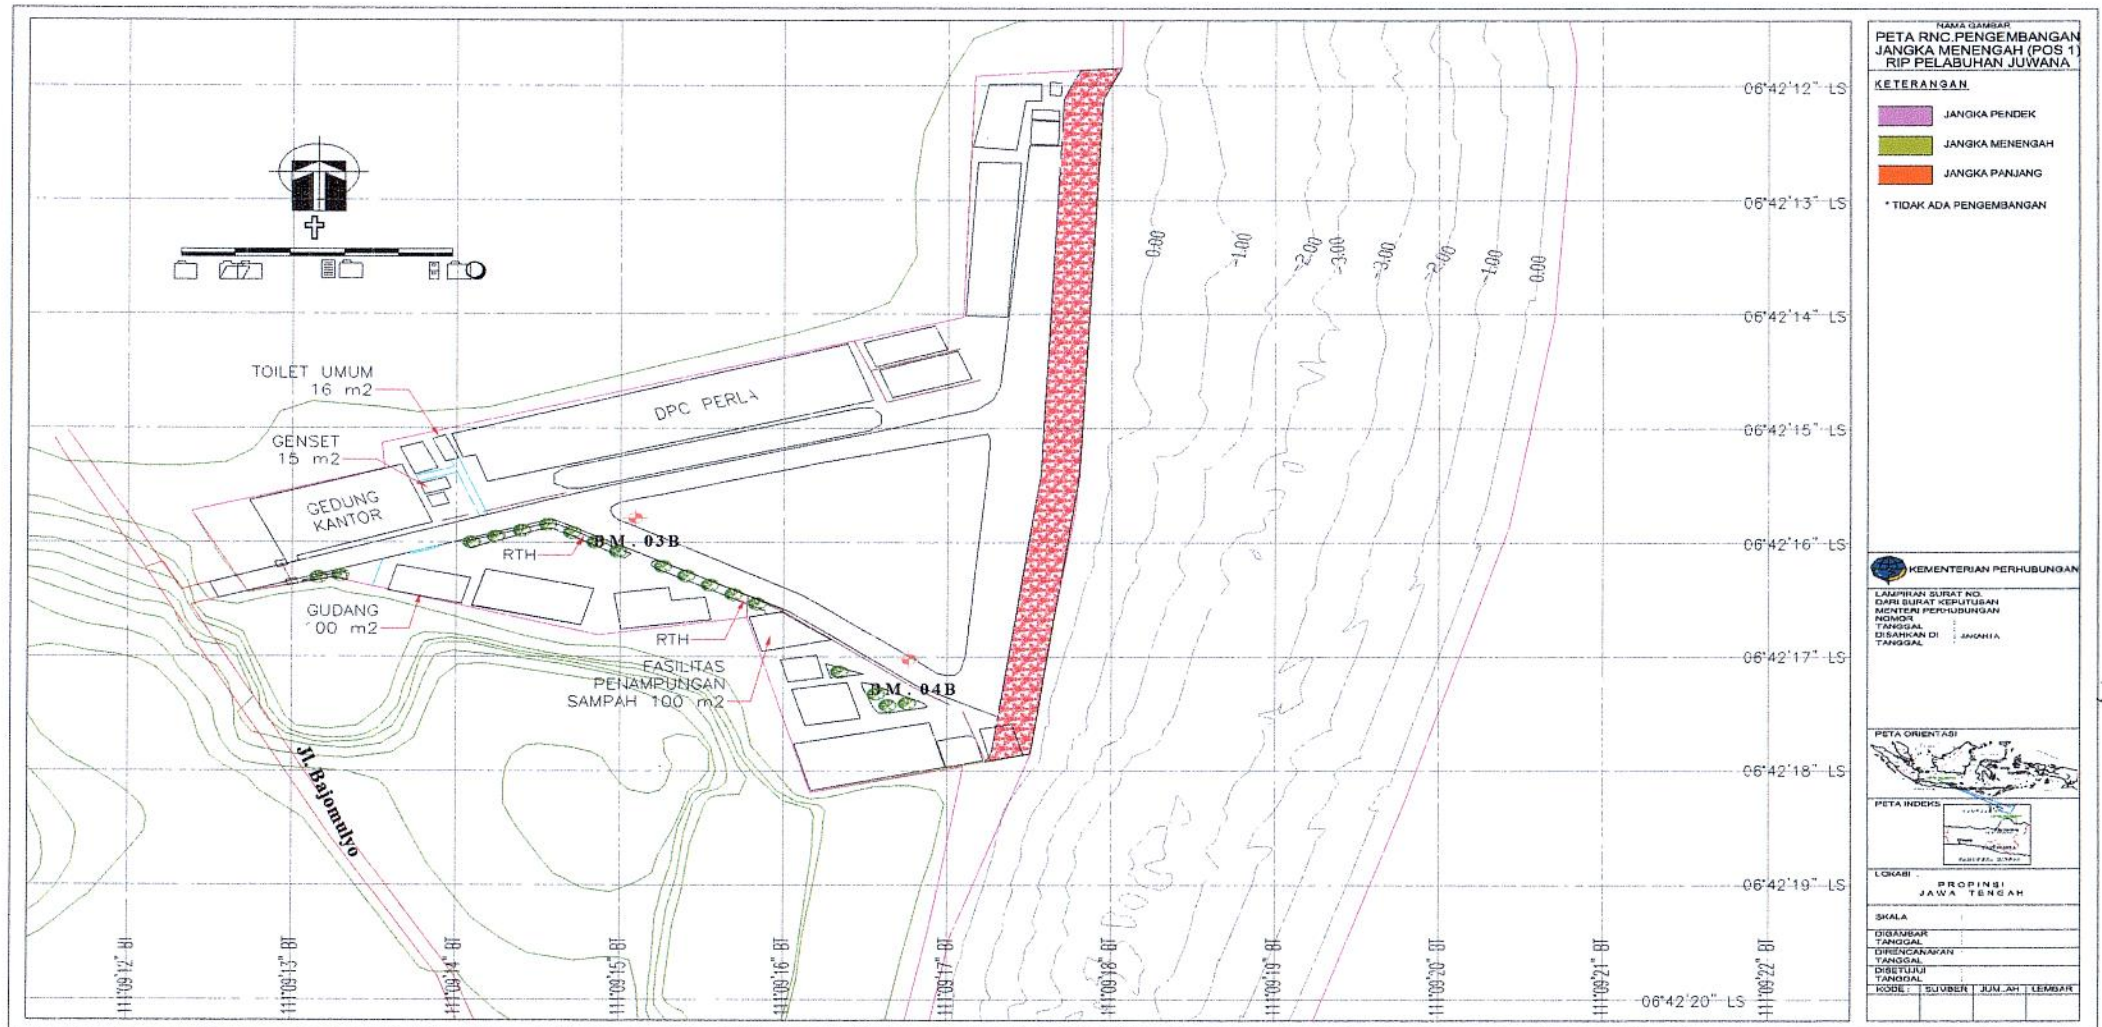 NAMA GAMBAR
PETA RNC.PENGEMBANGAN
JANGKA MENENGAH (POS 1)
RIP PELABUHAN JUWANA
KETERANGAN
JANGKA PENDEK
JANGKA MENENGAH
JANGKA PANJANG
* TIDAK ADA PENGEMBANGAN
KEMENTERIAN PERHUBUNGAN
LAMPIRAN SURAT NO.
DARI SURAT KEPUTUSAN
MENTERI PERHUBUNGAN
NOMOR :
TANGGAL :
DISAHKAN DI : JAKARTA
TANGGAL :
PETA ORIENTASI
PETA INDEKS
LOKASI :
PROPINSI
JAWA TENGAH
SKALA :
DIGAMBAR :
TANGGAL
DIRENCANAKAN :
TANGGAL
DISETUJUI :
TANGGAL
KODE : SUMBER JUMLAH LEMBAR
06°42'12" LS
06°42'13" LS
06°42'14" LS
06°42'15" LS
06°42'16" LS
06°42'17" LS
06°42'18" LS
06°42'19" LS
06°42'20" LS
0.00
-1.00
-2.00
-3.00
-3.00
-2.00
-1.00
0.00
TOILET UMUM
16 m2
GENSET
15 m2
DPC PERLA
GEDUNG
KANTOR
RTH
BM . 03B
GUDANG
00 m2
RTH
FASILITAS
PENAMPUNGAN
SAMPAH 100 m2
BM . 04B
Jl. Bajomulyo
111°09'12" BT
111°09'13" BT
111°09'14" BT
111°09'15" BT
111°09'16" BT
111°09'17" BT
111°09'18" BT
111°09'19" BT
111°09'20" BT
111°09'21" BT
111°09'22" BT